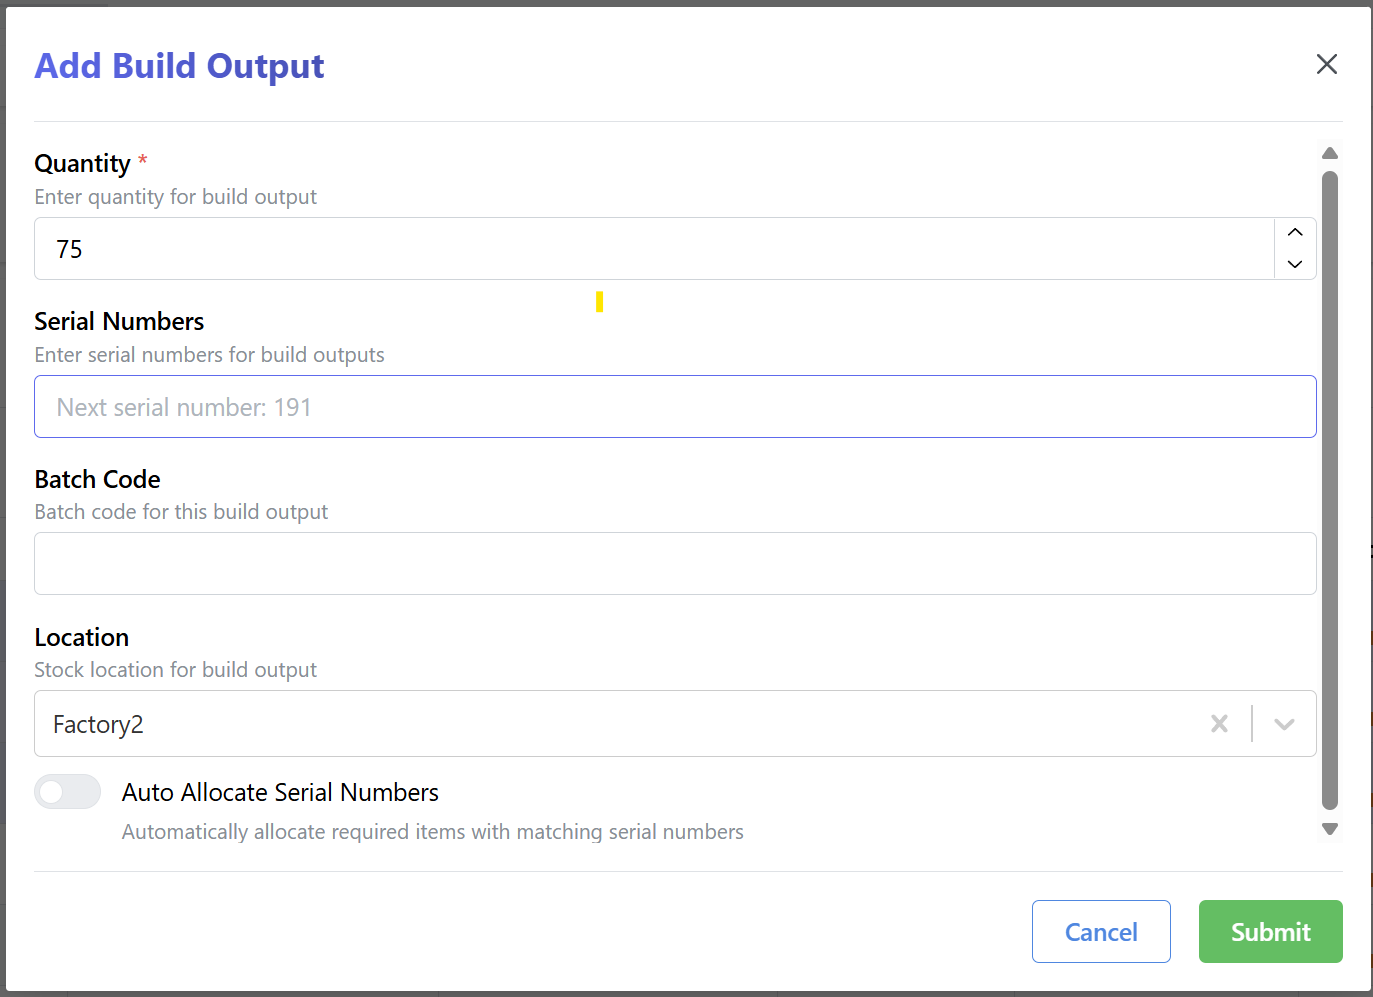 Add Build Output
Quantity *
Enter quantity for build output
75
Serial Numbers
Enter serial numbers for build outputs
Next serial number: 191
Batch Code
Batch code for this build output
Location
Stock location for build output
Factory2
Auto Allocate Serial Numbers
Automatically allocate required items with matching serial numbers
Cancel
Submit